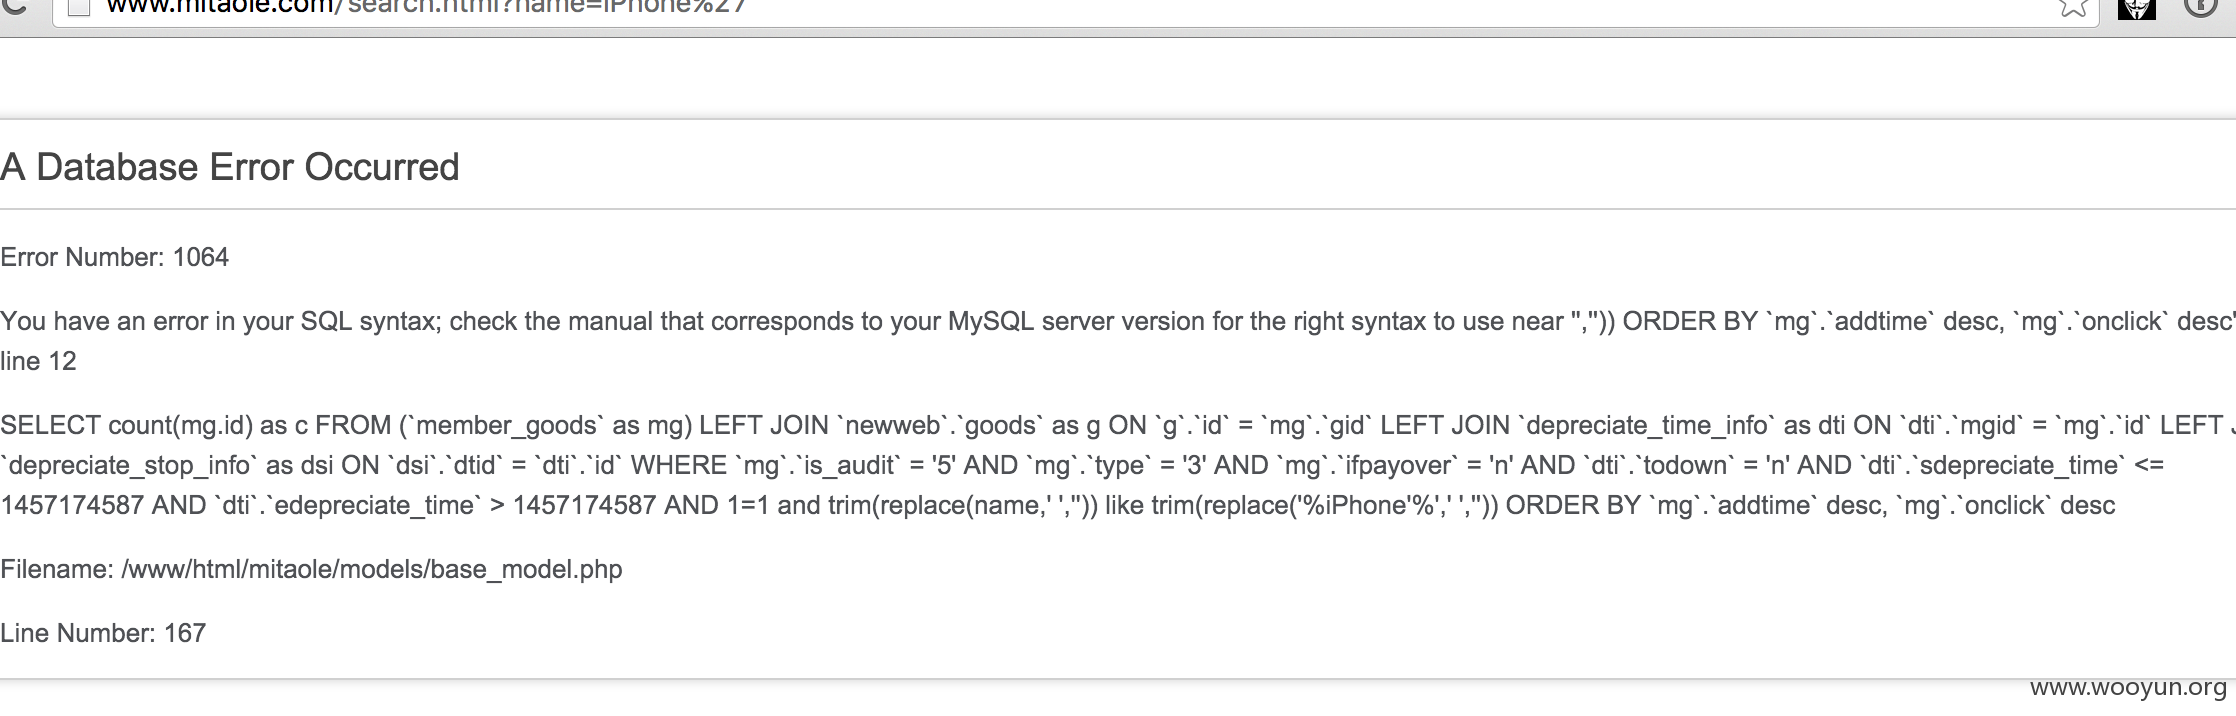 www.mitaole.com/search.html?name=iPhone%27
A Database Error Occurred
Error Number: 1064
You have an error in your SQL syntax; check the manual that corresponds to your MySQL server version for the right syntax to use near '','')) ORDER BY `mg`.`addtime` desc, `mg`.`onclick` desc'
line 12
SELECT count(mg.id) as c FROM (`member_goods` as mg) LEFT JOIN `newweb`.`goods` as g ON `g`.`id` = `mg`.`gid` LEFT JOIN `depreciate_time_info` as dti ON `dti`.`mgid` = `mg`.`id` LEFT J
`depreciate_stop_info` as dsi ON `dsi`.`dtid` = `dti`.`id` WHERE `mg`.`is_audit` = '5' AND `mg`.`type` = '3' AND `mg`.`ifpayover` = 'n' AND `dti`.`todown` = 'n' AND `dti`.`sdepreciate_time` <=
1457174587 AND `dti`.`edepreciate_time` > 1457174587 AND 1=1 and trim(replace(name,' ','')) like trim(replace('%iPhone'%',' ','')) ORDER BY `mg`.`addtime` desc, `mg`.`onclick` desc
Filename: /www/html/mitaole/models/base_model.php
Line Number: 167
www.wooyun.org